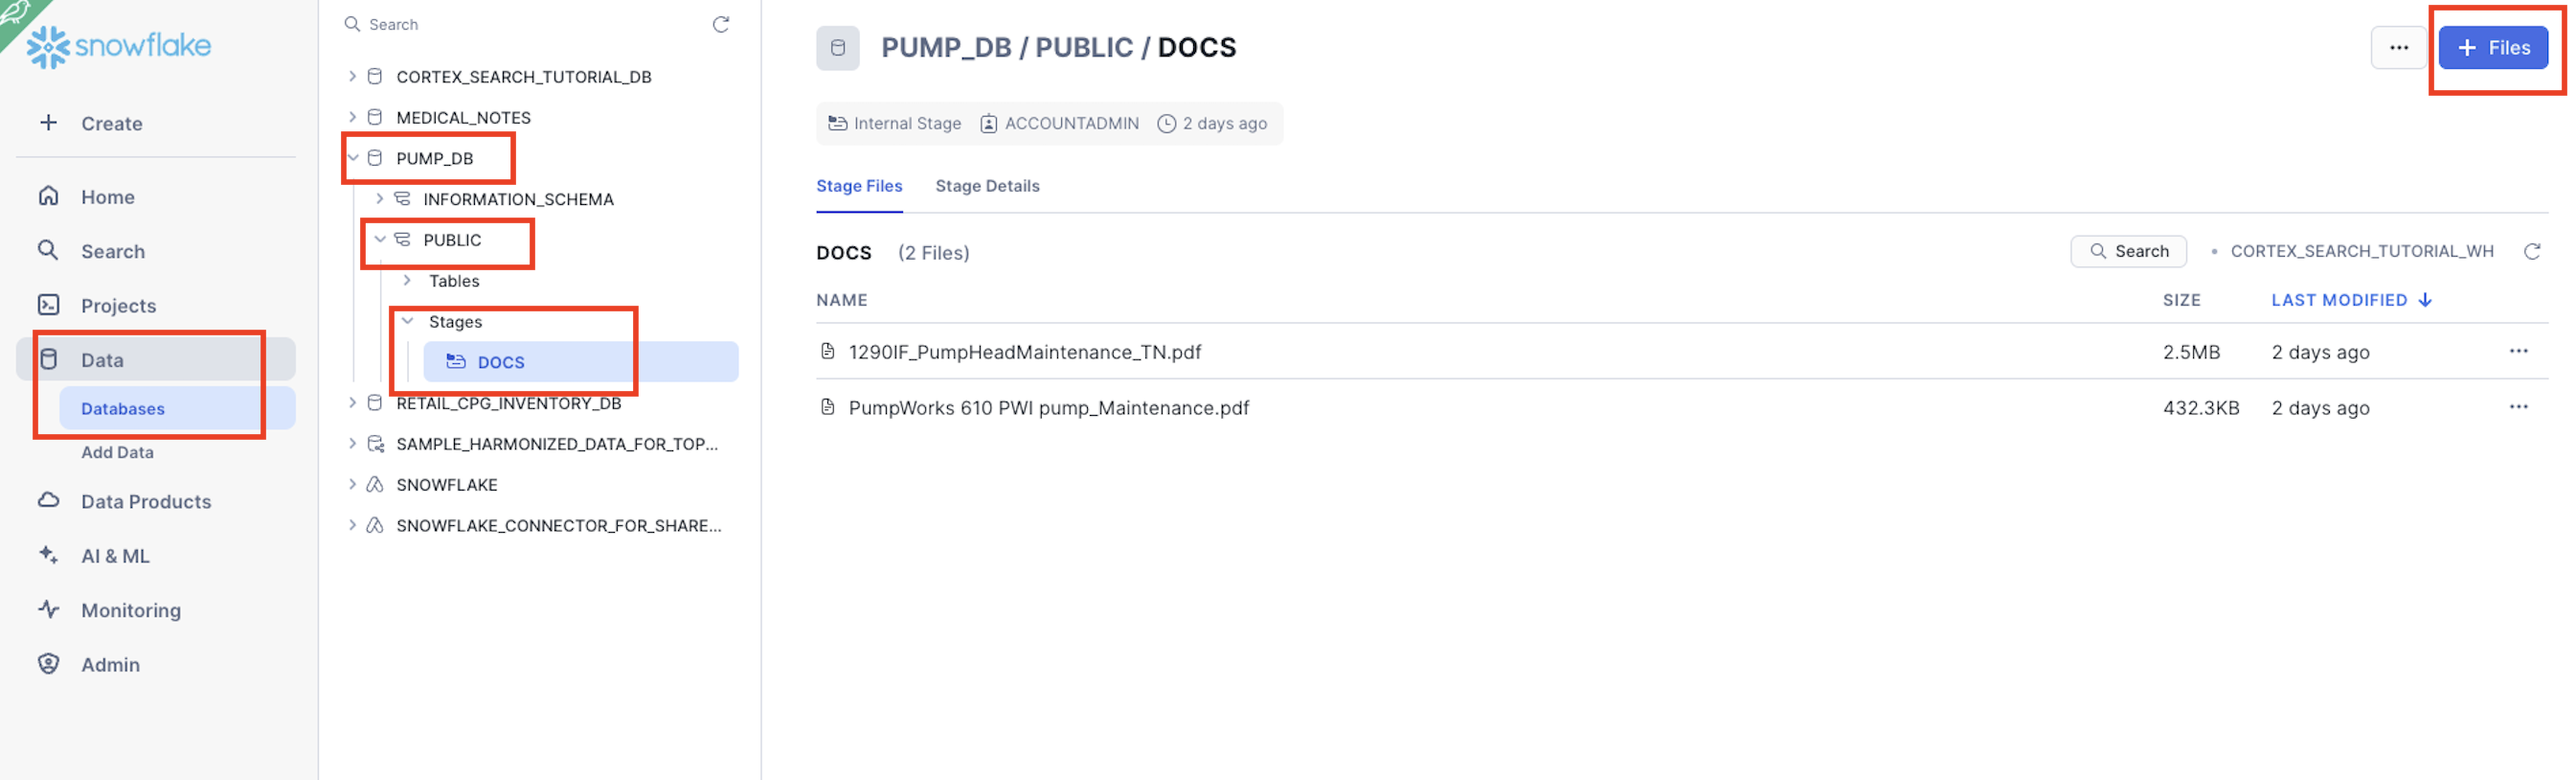 snowflake
Create
Home
Search
Projects
Data
Databases
Add Data
Data Products
AI & ML
Monitoring
Admin
Search
CORTEX_SEARCH_TUTORIAL_DB
MEDICAL_NOTES
PUMP_DB
INFORMATION_SCHEMA
PUBLIC
Tables
Stages
DOCS
RETAIL_CPG_INVENTORY_DB
SAMPLE_HARMONIZED_DATA_FOR_TOP...
SNOWFLAKE
SNOWFLAKE_CONNECTOR_FOR_SHARE...
PUMP_DB / PUBLIC / DOCS
... + Files
Internal Stage ACCOUNTADMIN 2 days ago
Stage Files Stage Details
DOCS (2 Files) Search • CORTEX_SEARCH_TUTORIAL_WH
NAME SIZE LAST MODIFIED ↓
1290IF_PumpHeadMaintenance_TN.pdf 2.5MB 2 days ago ...
PumpWorks 610 PWI pump_Maintenance.pdf 432.3KB 2 days ago ...